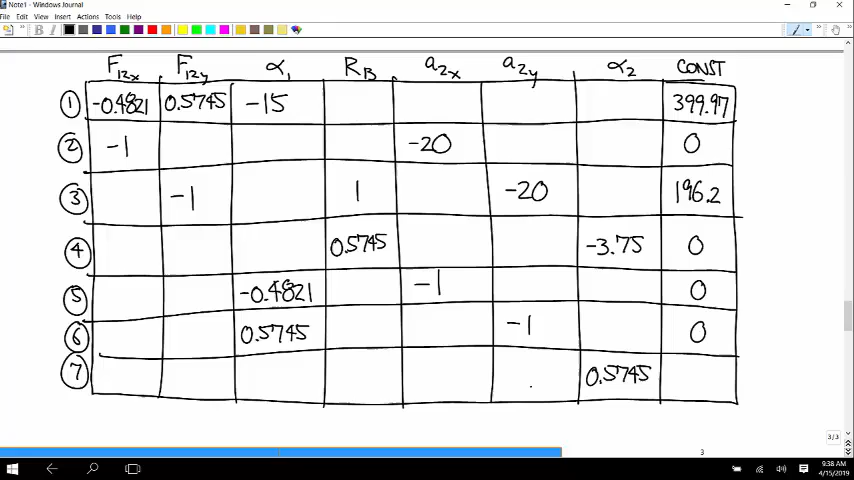 Note1 - Windows Journal
File Edit View Insert Actions Tools Help
B I
F12x F12y α1 RB a2x a2y α2 CONST
① -0.4821 0.5745 -15 399.97
② -1 -20 0
③ -1 1 -20 196.2
④ 0.5745 -3.75 0
⑤ -0.4821 -1 0
⑥ 0.5745 -1 0
⑦ 0.5745
3/3
3
9:38 AM
4/15/2019